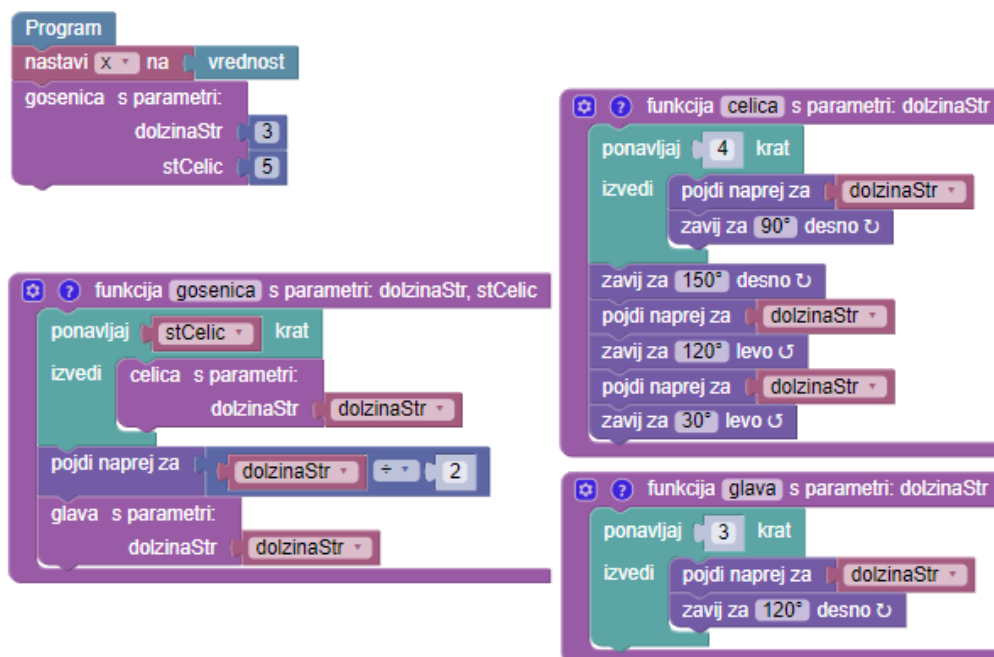 Program
nastavi x na vrednost
gosenica s parametri:
dolzinaStr 3
stCelic 5
? funkcija gosenica s parametri: dolzinaStr, stCelic
ponavljaj stCelic krat
izvedi celica s parametri:
dolzinaStr dolzinaStr
pojdi naprej za dolzinaStr ÷ 2
glava s parametri:
dolzinaStr dolzinaStr
? funkcija celica s parametri: dolzinaStr
ponavljaj 4 krat
izvedi pojdi naprej za dolzinaStr
zavij za 90° desno ↻
zavij za 150° desno ↻
pojdi naprej za dolzinaStr
zavij za 120° levo ↺
pojdi naprej za dolzinaStr
zavij za 30° levo ↺
? funkcija glava s parametri: dolzinaStr
ponavljaj 3 krat
izvedi pojdi naprej za dolzinaStr
zavij za 120° desno ↻